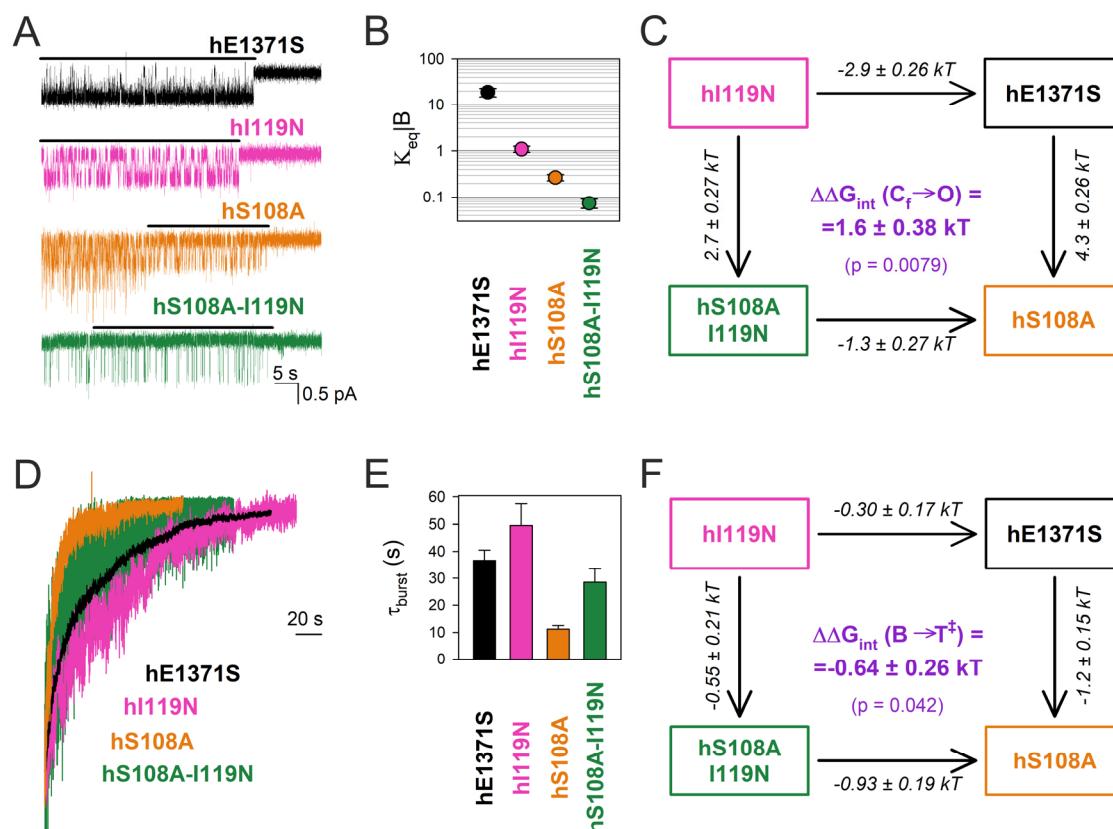 A
hE1371S
hI119N
hS108A
hS108A-I119N
5 s
0.5 pA
B
Keq|B
100
10
1
0.1
hE1371S
hI119N
hS108A
hS108A-I119N
C
hI119N
-2.9 ± 0.26 kT
hE1371S
2.7 ± 0.27 kT
ΔΔGint (Cf→O) =
=1.6 ± 0.38 kT
(p = 0.0079)
4.3 ± 0.26 kT
hS108A
I119N
-1.3 ± 0.27 kT
hS108A
D
20 s
hE1371S
hI119N
hS108A
hS108A-I119N
E
τburst (s)
60
50
40
30
20
10
0
hE1371S
hI119N
hS108A
hS108A-I119N
F
hI119N
-0.30 ± 0.17 kT
hE1371S
-0.55 ± 0.21 kT
ΔΔGint (B →T‡) =
=-0.64 ± 0.26 kT
(p = 0.042)
-1.2 ± 0.15 kT
hS108A
I119N
-0.93 ± 0.19 kT
hS108A